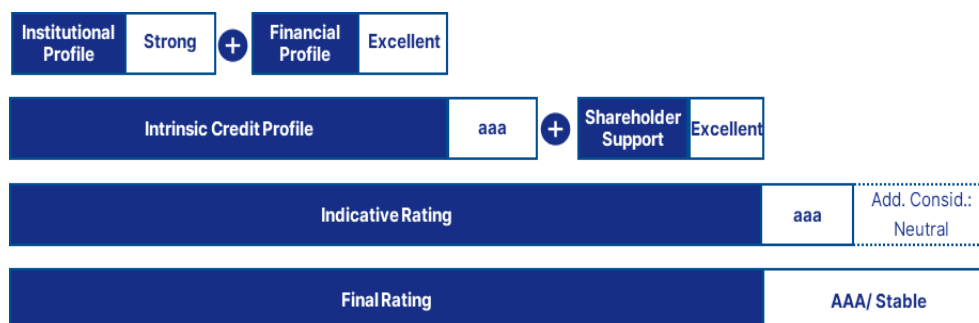 Institutional Profile Strong + Financial Profile Excellent
Intrinsic Credit Profile aaa + Shareholder Support Excellent
Indicative Rating aaa Add. Consid.: Neutral
Final Rating AAA/ Stable